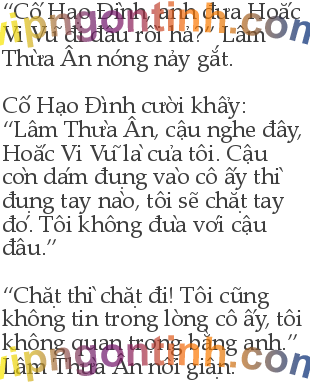 “Cố Hạo Đình, anh đưa Hoắc
Vi Vũ đi đâu rồi hả?” Lâm
Thừa Ân nóng nảy gắt.
Cố Hạo Đình cười khẩy:
“Lâm Thừa Ân, cậu nghe đây,
Hoắc Vi Vũ là của tôi. Cậu
còn dám đụng vào cô ấy thì
đụng tay nào, tôi sẽ chặt tay
đó. Tôi không đùa với cậu
đâu.”
“Chặt thì chặt đi! Tôi cũng
không tin trong lòng cô ấy, tôi
không quan trọng bằng anh.”
Lâm Thừa Ân nổi giận.
vipngontinh.com
vipngontinh.com